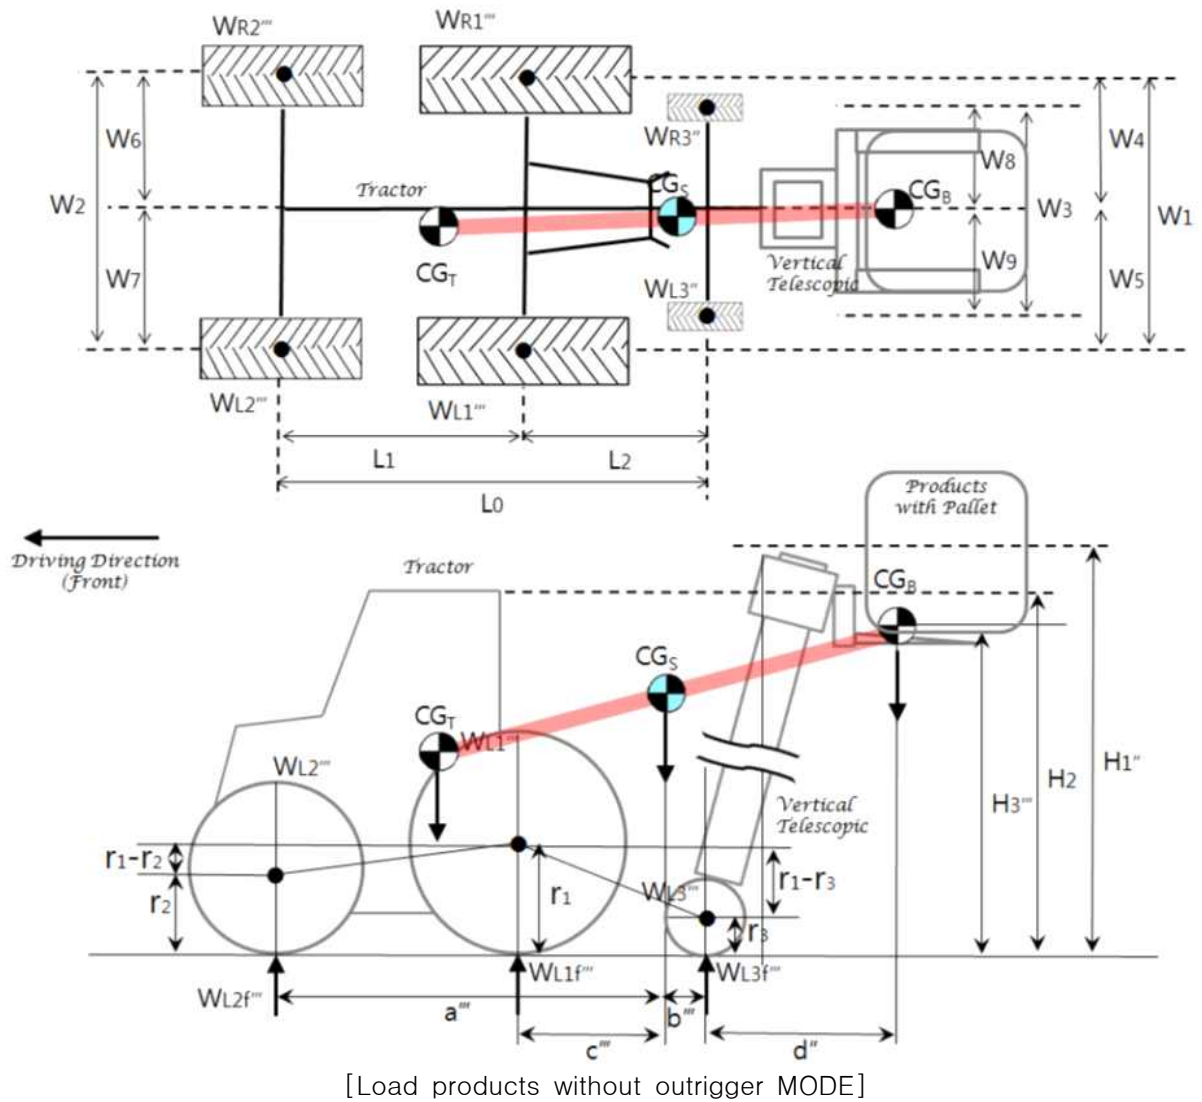 WR2‴
WR1‴
W6
W2
W7
Tractor
CGT
CGS
WR3″
WL3″
Vertical
Telescopic
CGB
W8
W3
W9
W4
W1
W5
WL2‴
WL1‴
L1
L2
L0
Driving Direction
(Front)
Tractor
Products
with Pallet
CGB
CGS
CGT
WL1‴
WL2‴
Vertical
Telescopic
H3‴
H2
H1″
r1-r2
r2
r1
WL3‴
r1-r3
r3
WL2f‴
WL1f‴
WL3f‴
a‴
b‴
c‴
d″
[Load products without outrigger MODE]